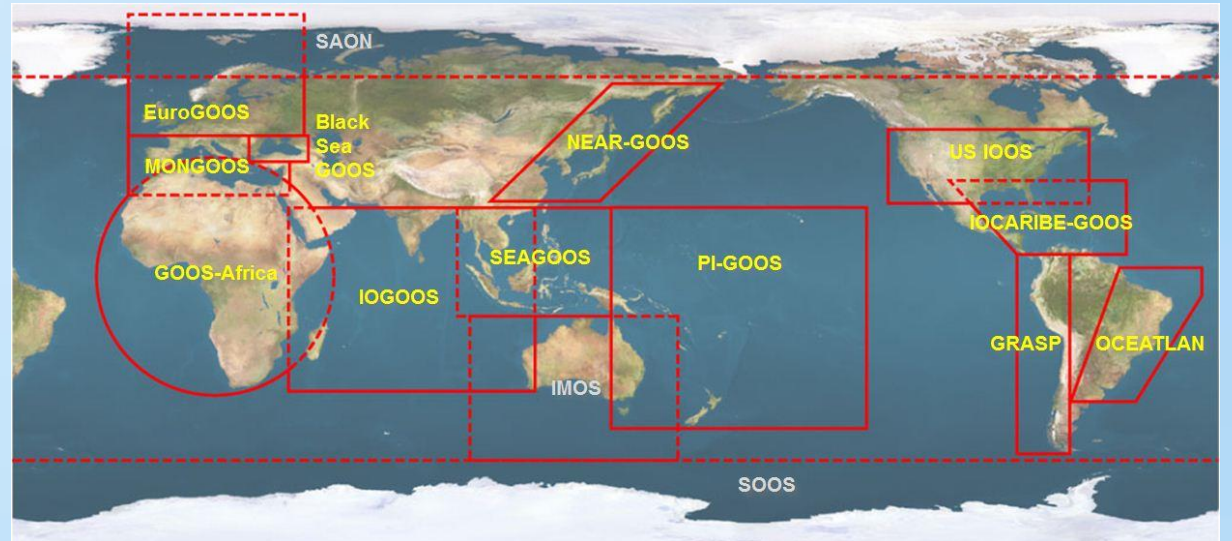 SAON
EuroGOOS
Black
Sea
GOOS
NEAR-GOOS
US IOOS
MONGOOS
IOCARIBE-GOOS
GOOS-Africa
SEAGOOS
PI-GOOS
IOGOOS
GRASP
OCEATLAN
IMOS
SOOS